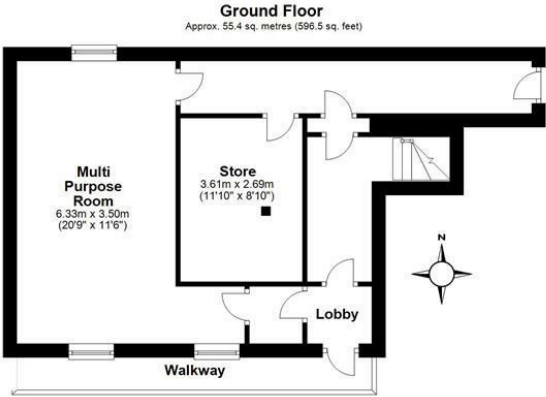 Ground Floor
Approx. 55.4 sq. metres (596.5 sq. feet)
Multi
Purpose
Room
6.33m x 3.50m
(20'9" x 11'6")
Store
3.61m x 2.69m
(11'10" x 8'10")
N
Lobby
Walkway